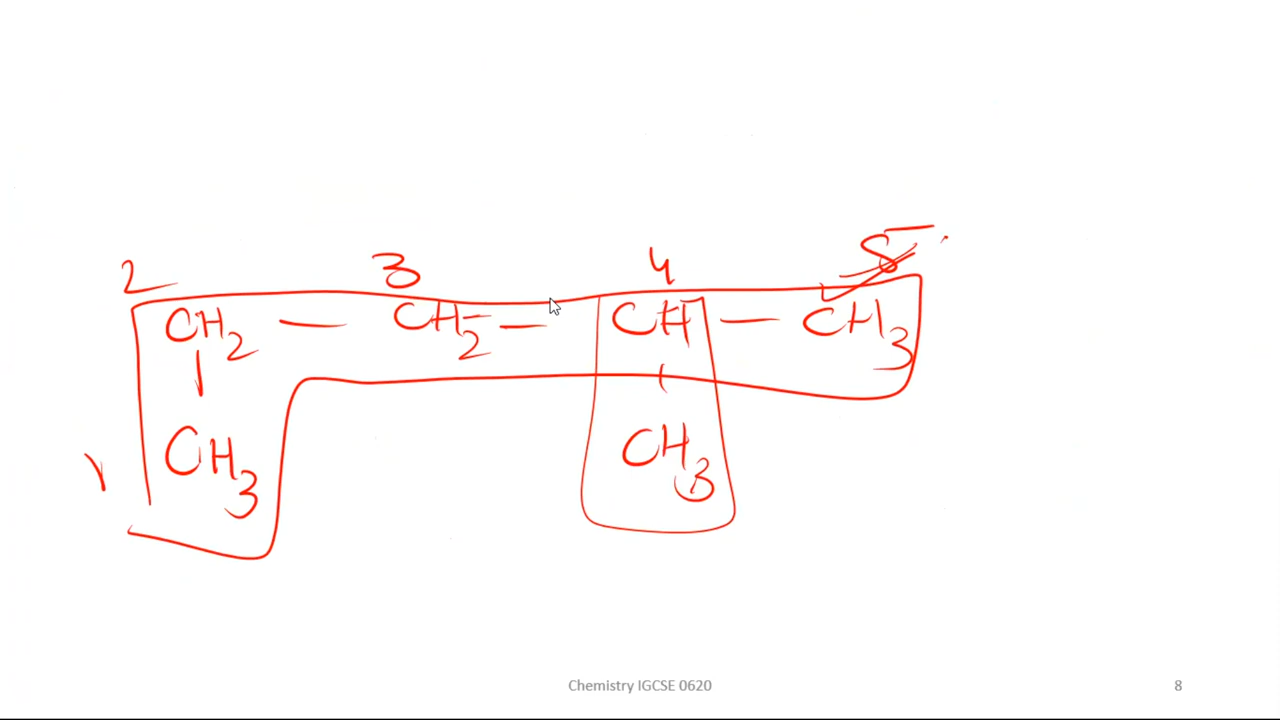 2 3 4 5
CH₂ — CH₂ — CH — CH₃
1 CH₃ CH₃
Chemistry IGCSE 0620 8